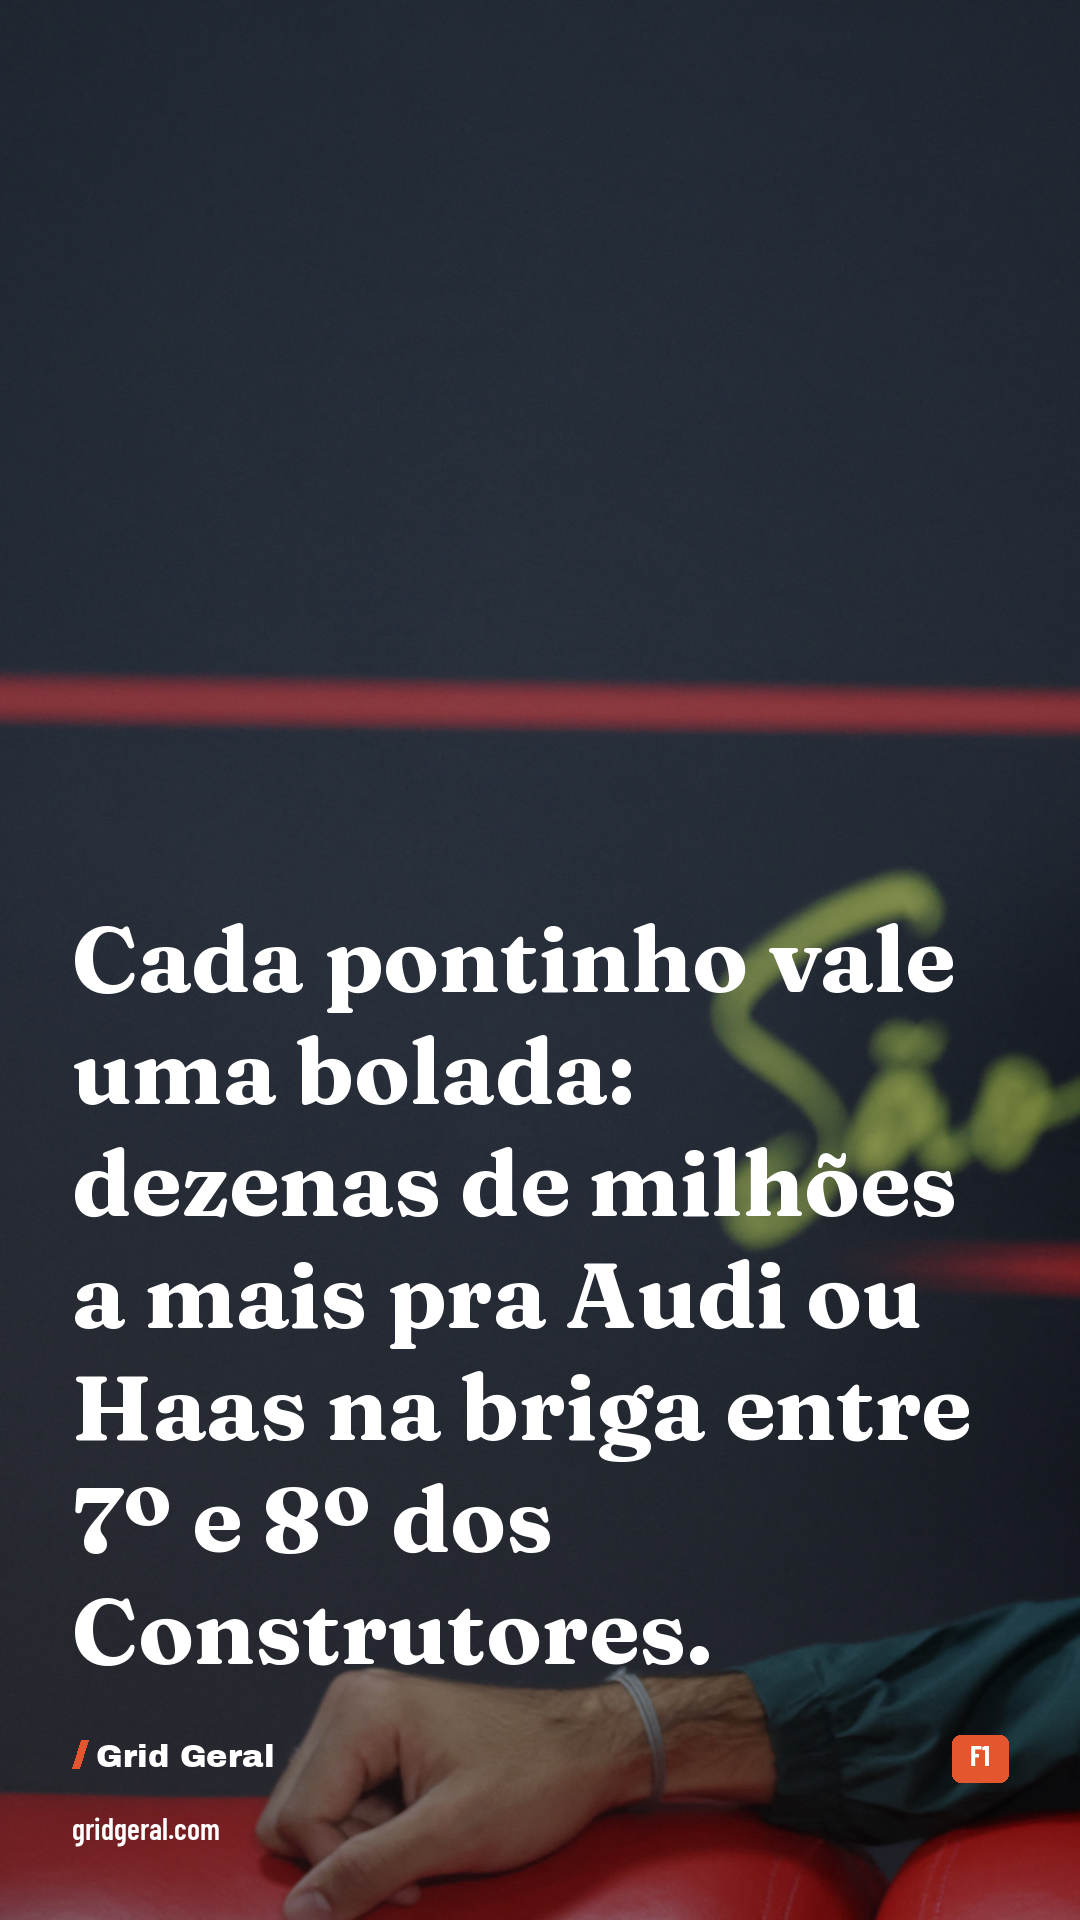 Cada pontinho vale
uma bolada:
dezenas de milhões
a mais pra Audi ou
Haas na briga entre
7º e 8º dos
Construtores.
/ Grid Geral
F1
gridgeral.com